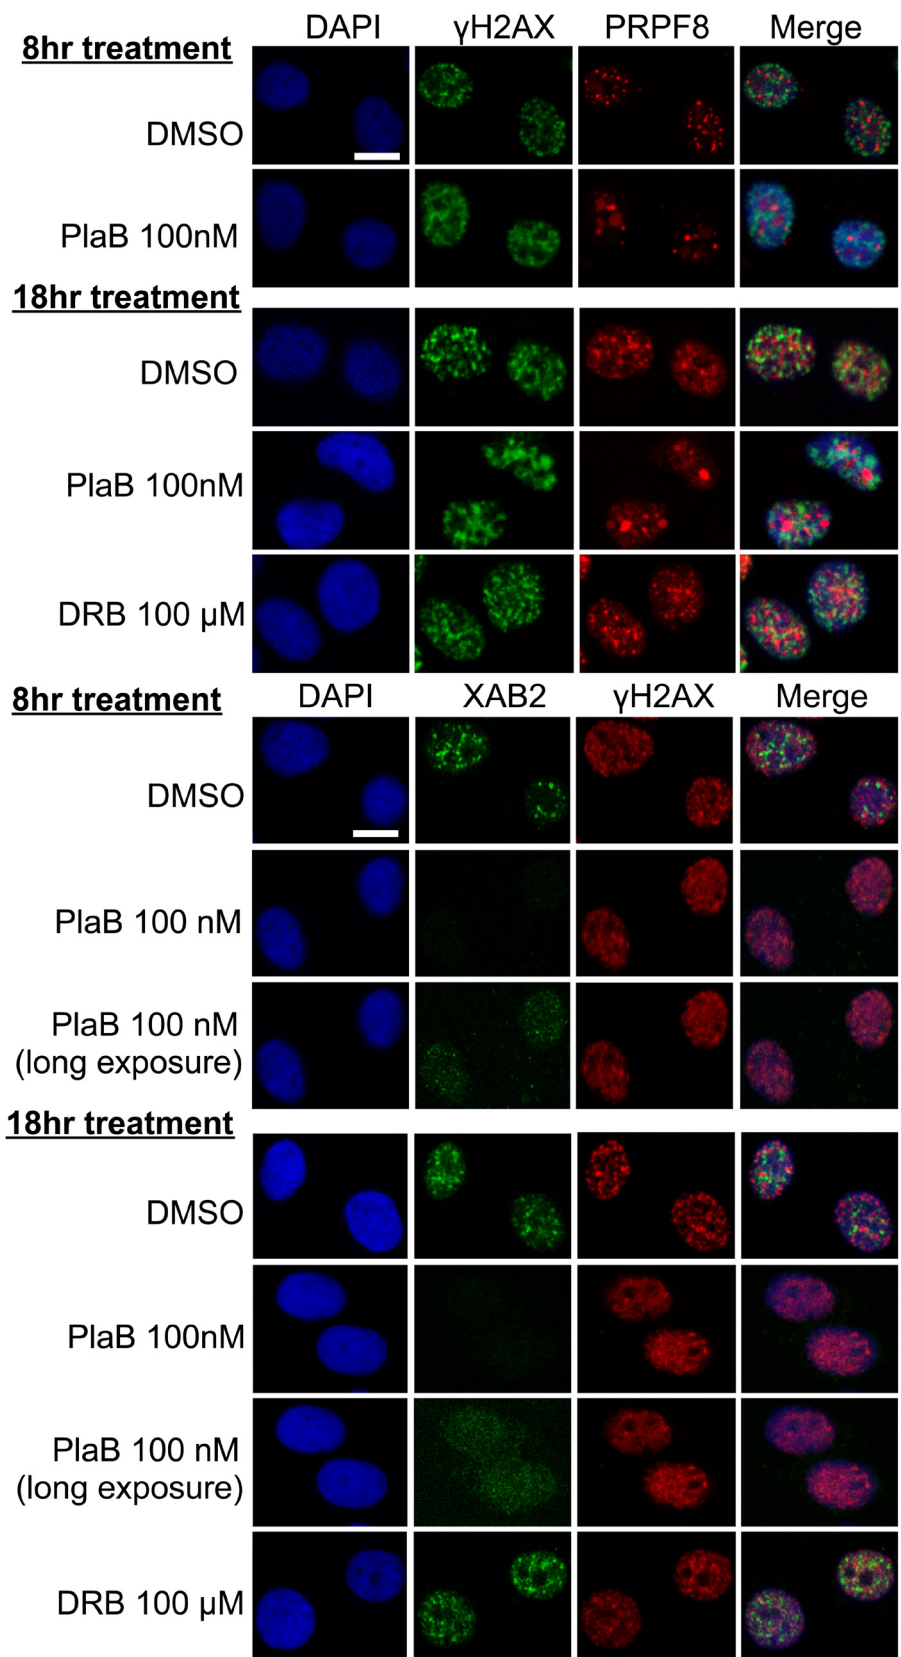 DAPI γH2AX PRPF8 Merge
8hr treatment
DMSO
PlaB 100nM
18hr treatment
DMSO
PlaB 100nM
DRB 100 µM
8hr treatment DAPI XAB2 γH2AX Merge
DMSO
PlaB 100 nM
PlaB 100 nM
(long exposure)
18hr treatment
DMSO
PlaB 100nM
PlaB 100 nM
(long exposure)
DRB 100 µM